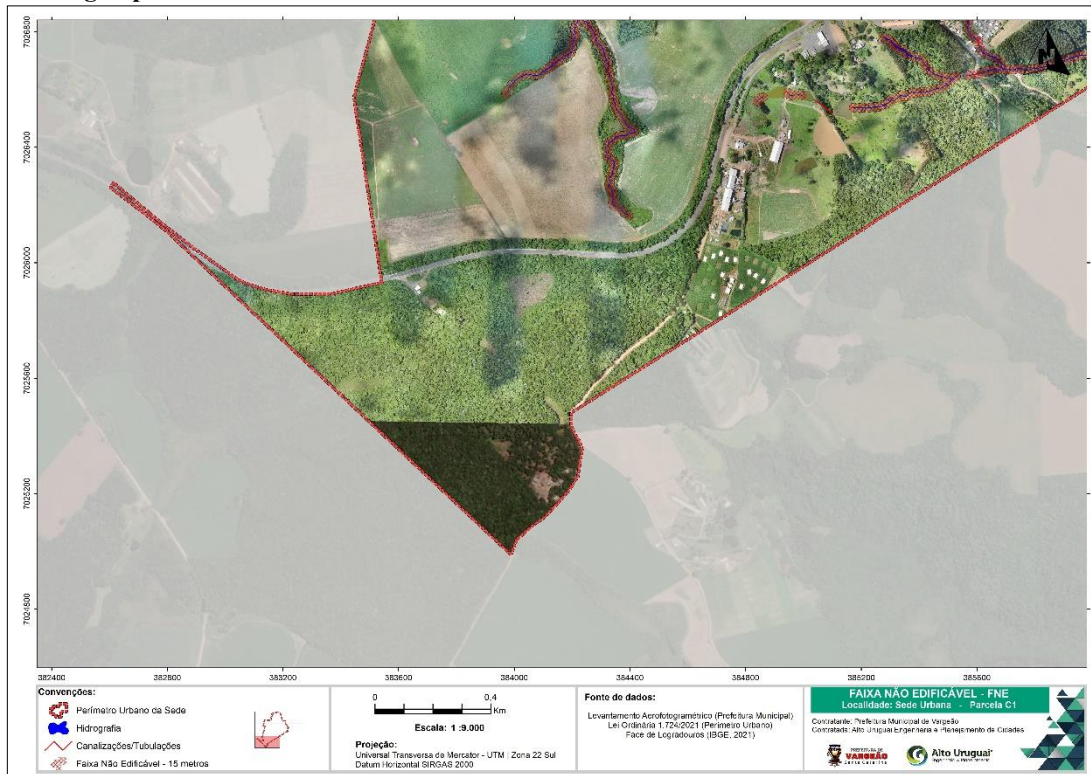 7026800
7026400
7026000
7025600
7025200
7024800
382400 382800 383200 383600 384000 384400 384800 385200 385600
N
Convenções:
Perímetro Urbano da Sede
Hidrografia
Canalizações/Tubulações
Faixa Não Edificável - 15 metros
0 0,4
Km
Escala: 1 :9.000
Projeção:
Universal Transversa de Mercator - UTM | Zona 22 Sul
Datum Horizontal SIRGAS 2000
Fonte de dados:
Levantamento Aerofotogramétrico (Prefeitura Municipal)
Lei Ordinária 1.724/2021 (Perímetro Urbano)
Face de Logradouros (IBGE, 2021)
FAIXA NÃO EDIFICÁVEL - FNE
Localidade: Sede Urbana - Parcela C1
Contratante: Prefeitura Municipal de Vargeão
Contratada: Alto Uruguai Engenharia e Planejamento de Cidades
PREFEITURA DE
VARGEÃO
SANTA CATARINA
Alto Uruguai